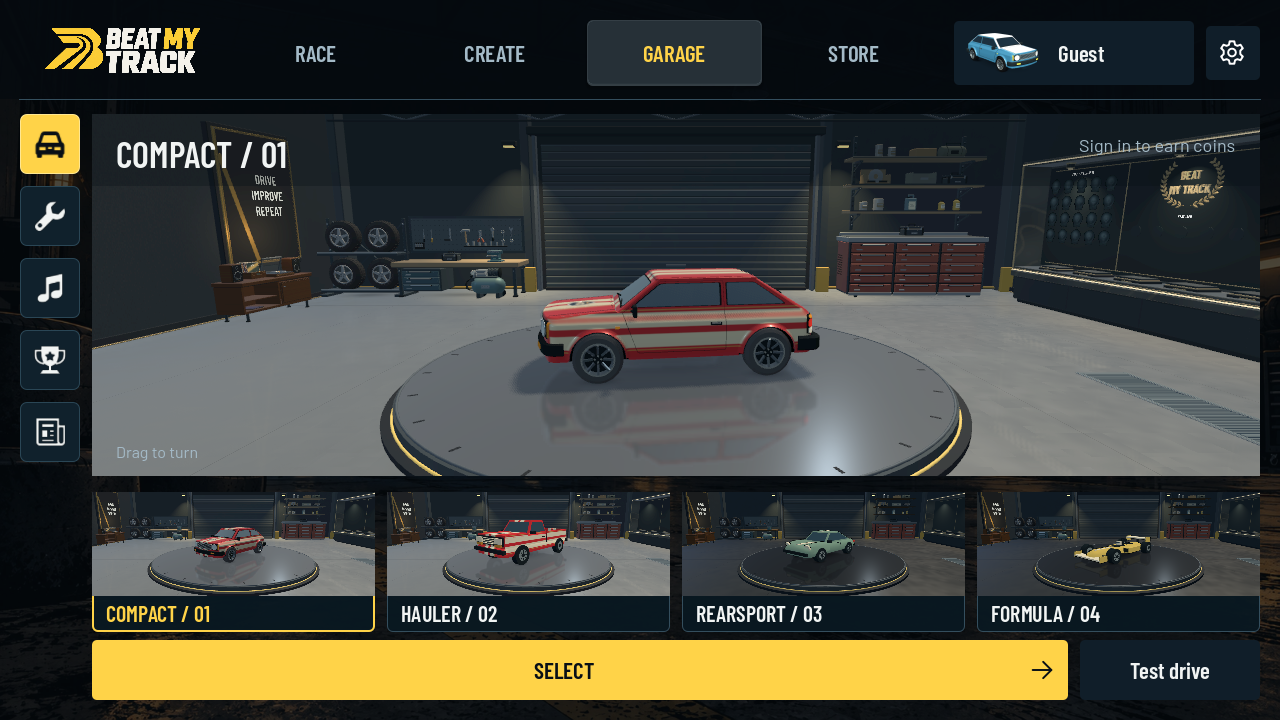 BEAT MY
TRACK
RACE
CREATE
GARAGE
STORE
Guest
COMPACT / 01
Sign in to earn coins
DRIVE
IMPROVE
REPEAT
BEAT
MY TRACK
Drag to turn
COMPACT / 01
HAULER / 02
REARSPORT / 03
FORMULA / 04
SELECT
Test drive